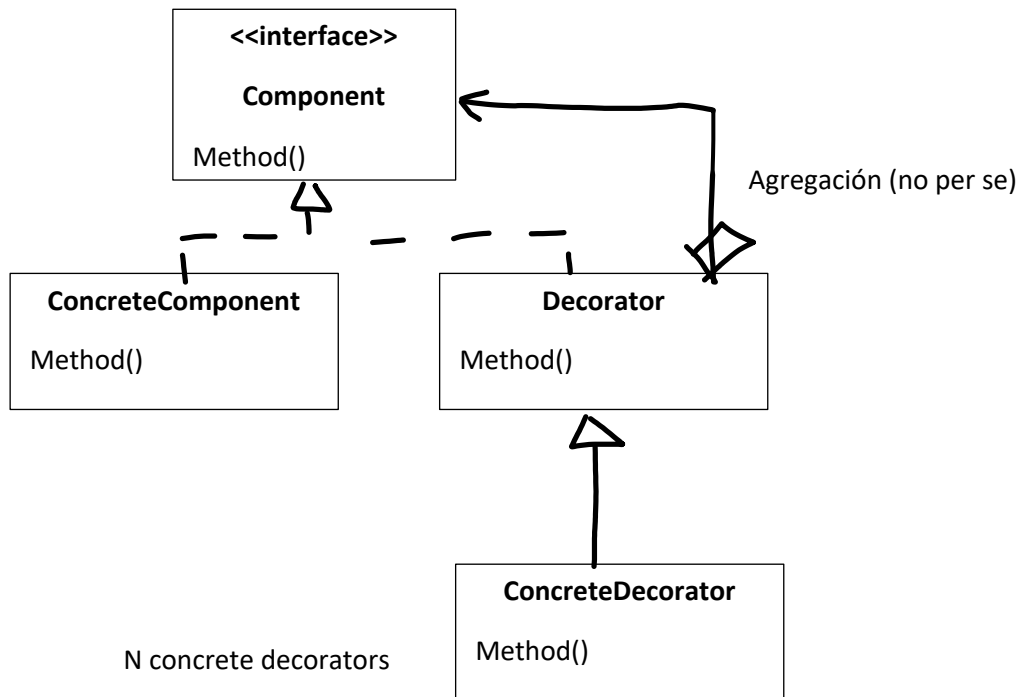 <<interface>>
Component
Method()
Agregación (no per se)
ConcreteComponent
Method()
Decorator
Method()
ConcreteDecorator
Method()
N concrete decorators